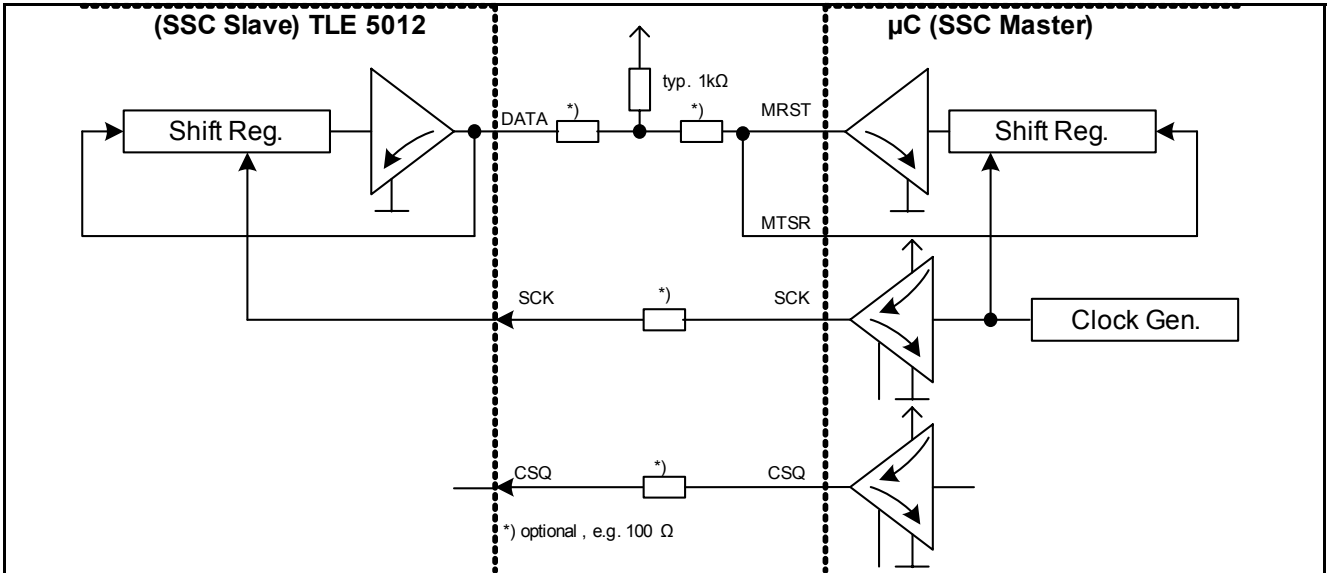 (SSC Slave) TLE 5012
µC (SSC Master)
typ. 1kΩ
*)
*)
DATA
MRST
Shift Reg.
Shift Reg.
MTSR
SCK
*)
SCK
Clock Gen.
CSQ
*)
CSQ
*) optional , e.g. 100 Ω